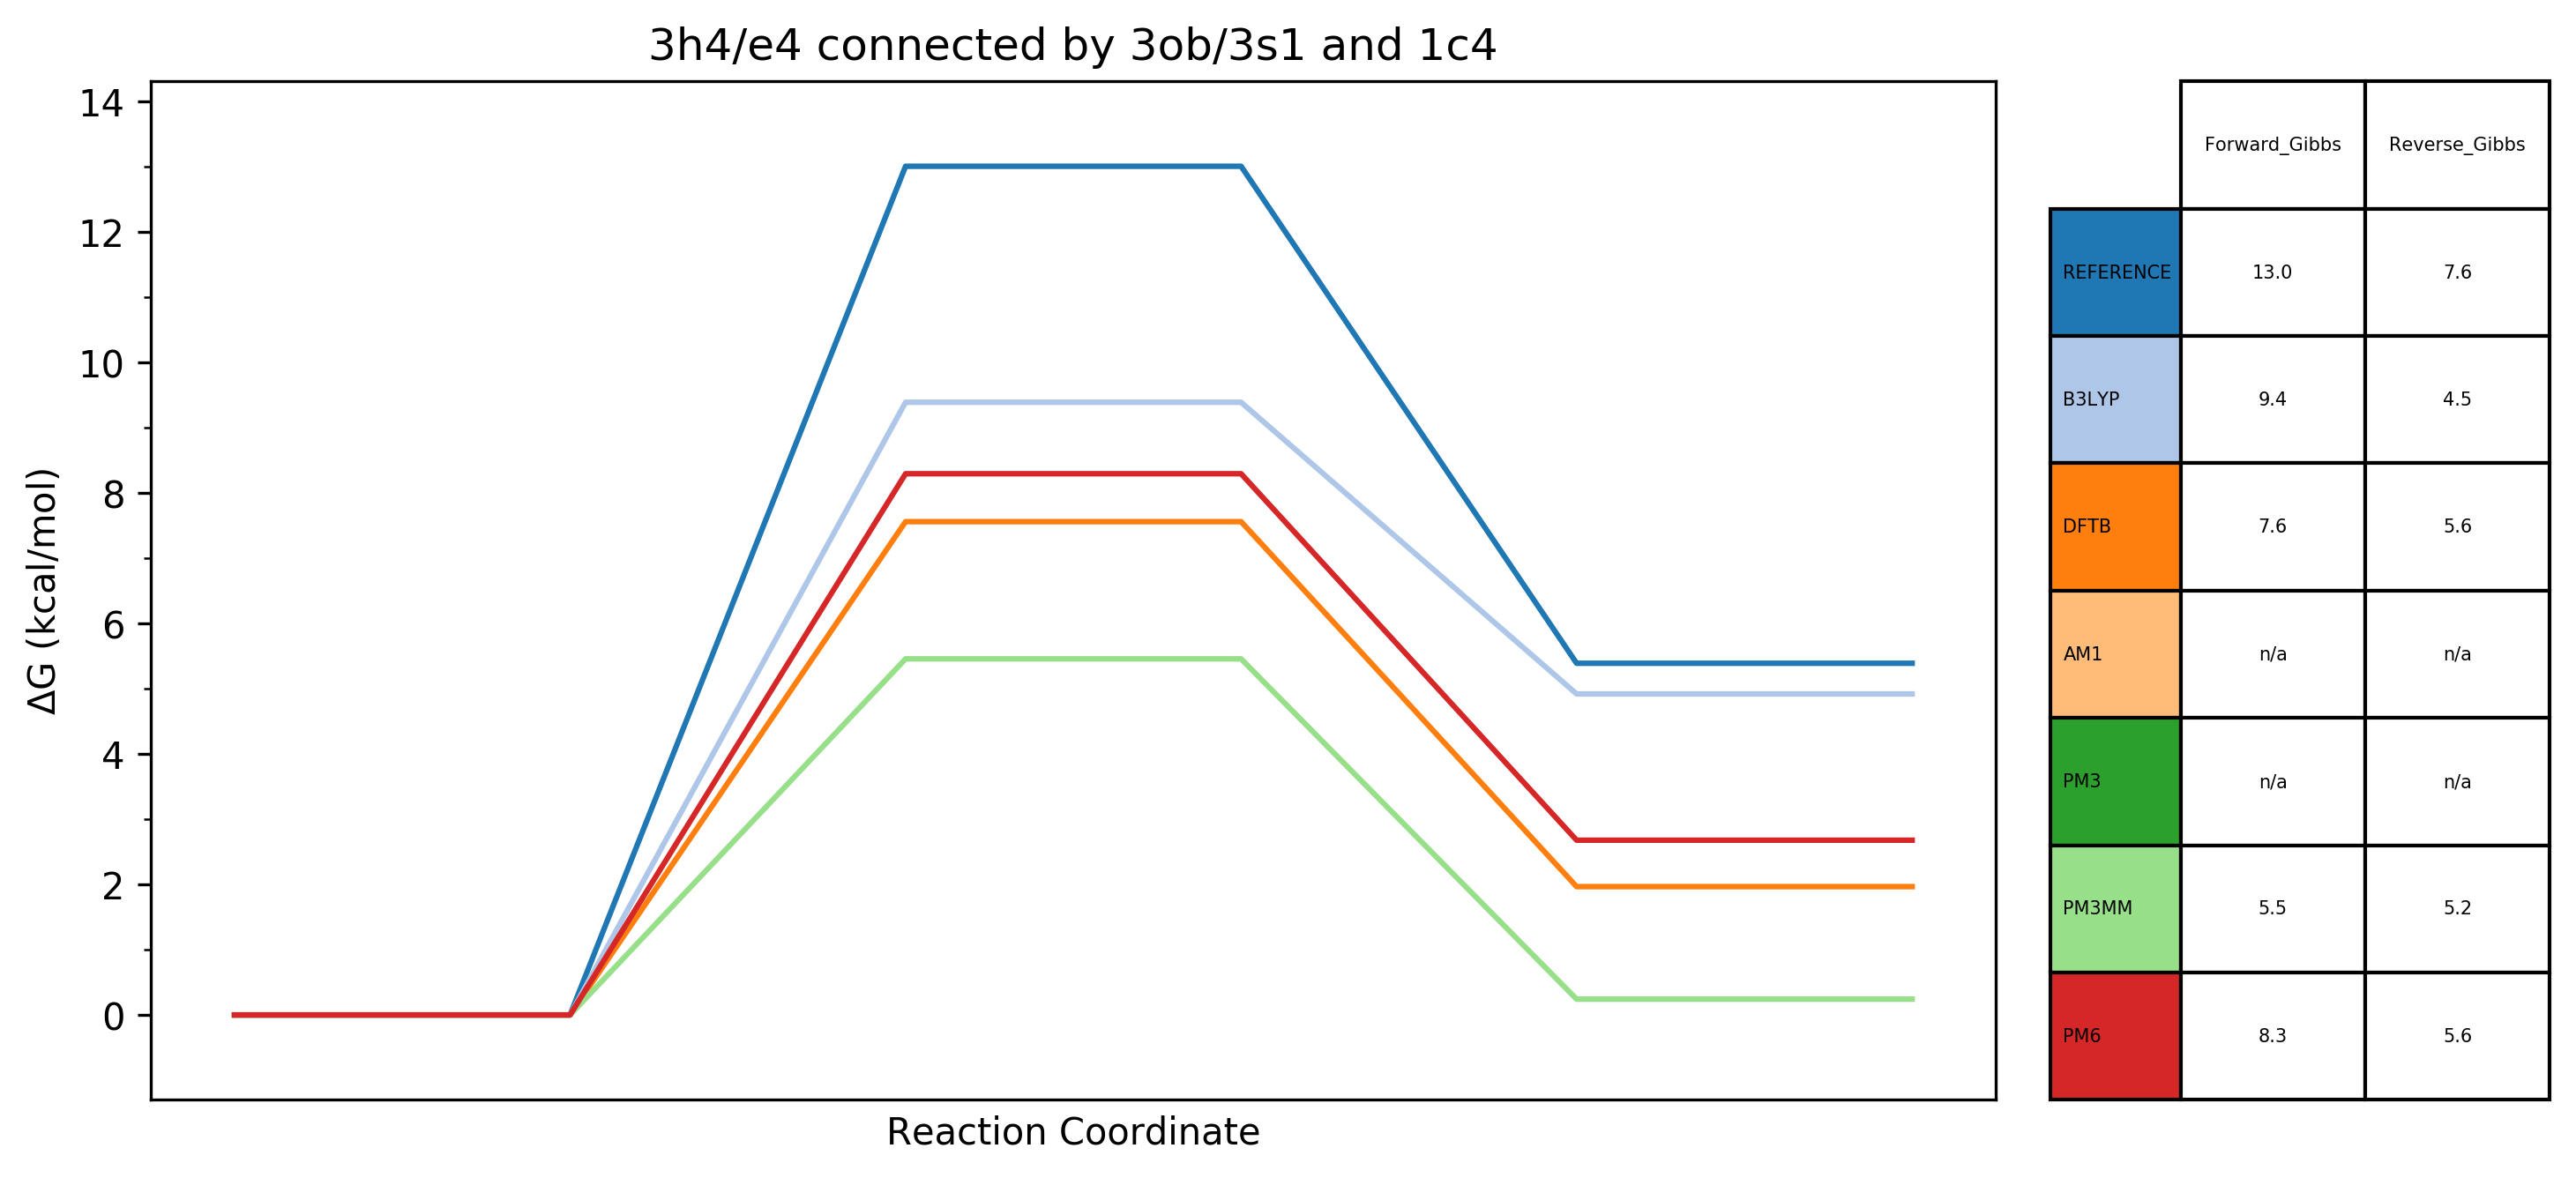 3h4/e4 connected by 3ob/3s1 and 1c4
14
12
10
8
6
4
2
0
ΔG (kcal/mol)
Reaction Coordinate
Forward_Gibbs Reverse_Gibbs
REFERENCE 13.0 7.6
B3LYP 9.4 4.5
DFTB 7.6 5.6
AM1 n/a n/a
PM3 n/a n/a
PM3MM 5.5 5.2
PM6 8.3 5.6